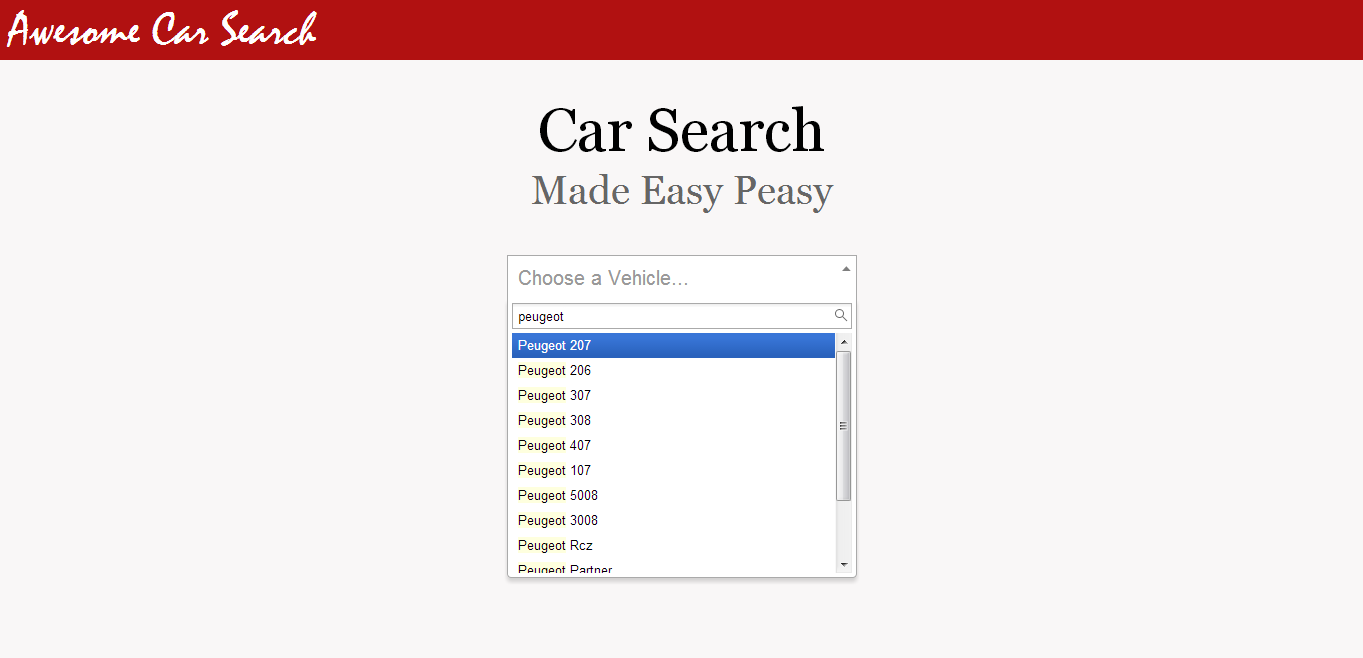 Awesome Car Search
Car Search
Made Easy Peasy
Choose a Vehicle...
peugeot
Peugeot 207
Peugeot 206
Peugeot 307
Peugeot 308
Peugeot 407
Peugeot 107
Peugeot 5008
Peugeot 3008
Peugeot Rcz
Peugeot Partner